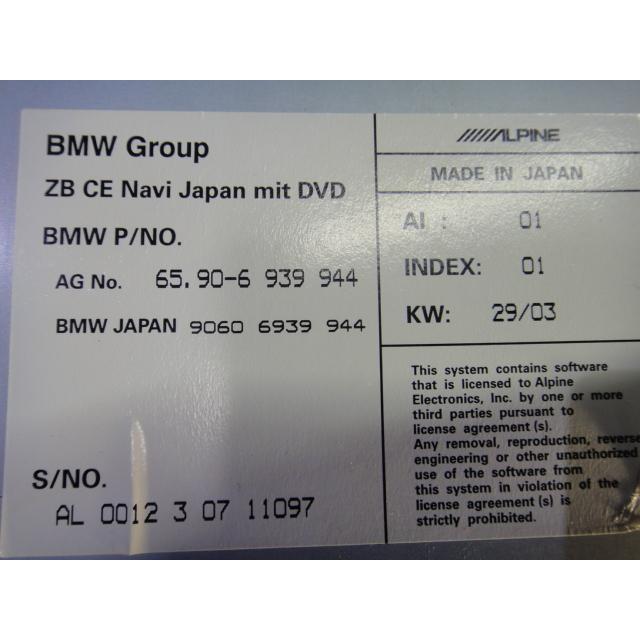 BMW Group
ZB CE Navi Japan mit DVD
BMW P/NO.
AG No. 65.90-6 939 944
BMW JAPAN 9060 6939 944
S/NO.
AL 0012 3 07 11097
ALPINE
MADE IN JAPAN
AI : 01
INDEX: 01
KW: 29/03
This system contains software
that is licensed to Alpine
Electronics, Inc. by one or more
third parties pursuant to
license agreement (s).
Any removal, reproduction, reverse
engineering or other unauthorized
use of the software from
this system in violation of the
license agreement (s) is
strictly prohibited.